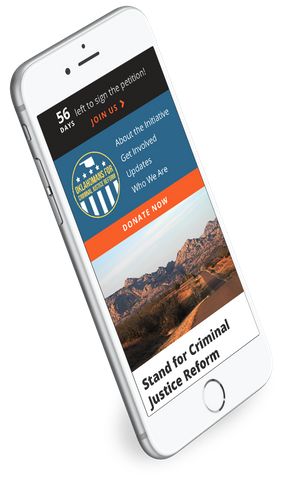 56
DAYS
left to sign the petition!
JOIN US
OKLAHOMANS FOR
CRIMINAL JUSTICE REFORM
About the Initiative
Get Involved
Updates
Who We Are
DONATE NOW
Stand for Criminal
Justice Reform